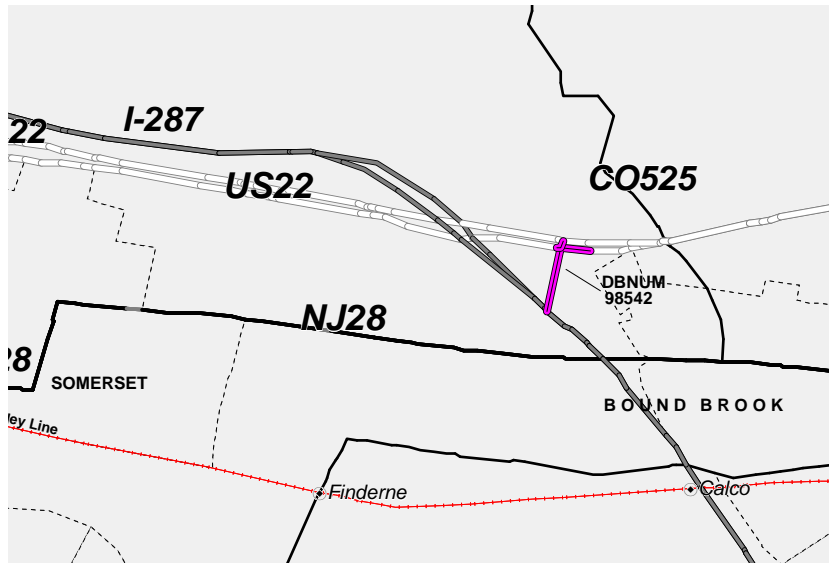 I-287
22
CO525
US22
DBNUM
98542
NJ28
28
SOMERSET
BOUND BROOK
ley Line
Finderne
Calco